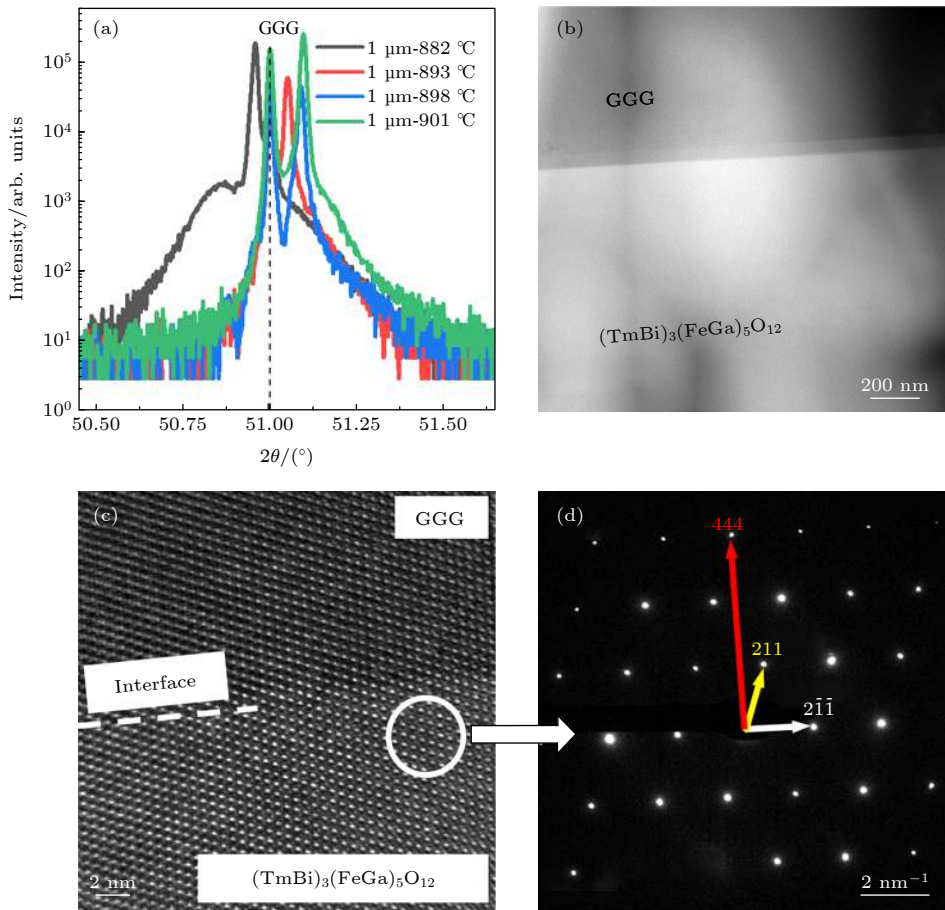 (a)
GGG
1 μm-882 ℃
1 μm-893 ℃
1 μm-898 ℃
1 μm-901 ℃
10⁵
10⁴
10³
10²
10¹
10⁰
Intensity/arb. units
50.50 50.75 51.00 51.25 51.50
2θ/(°)
(b)
GGG
(TmBi)₃(FeGa)₅O₁₂
200 nm
(c)
GGG
Interface
(TmBi)₃(FeGa)₅O₁₂
2 nm
(d)
444
211
21̄1̄
2 nm⁻¹